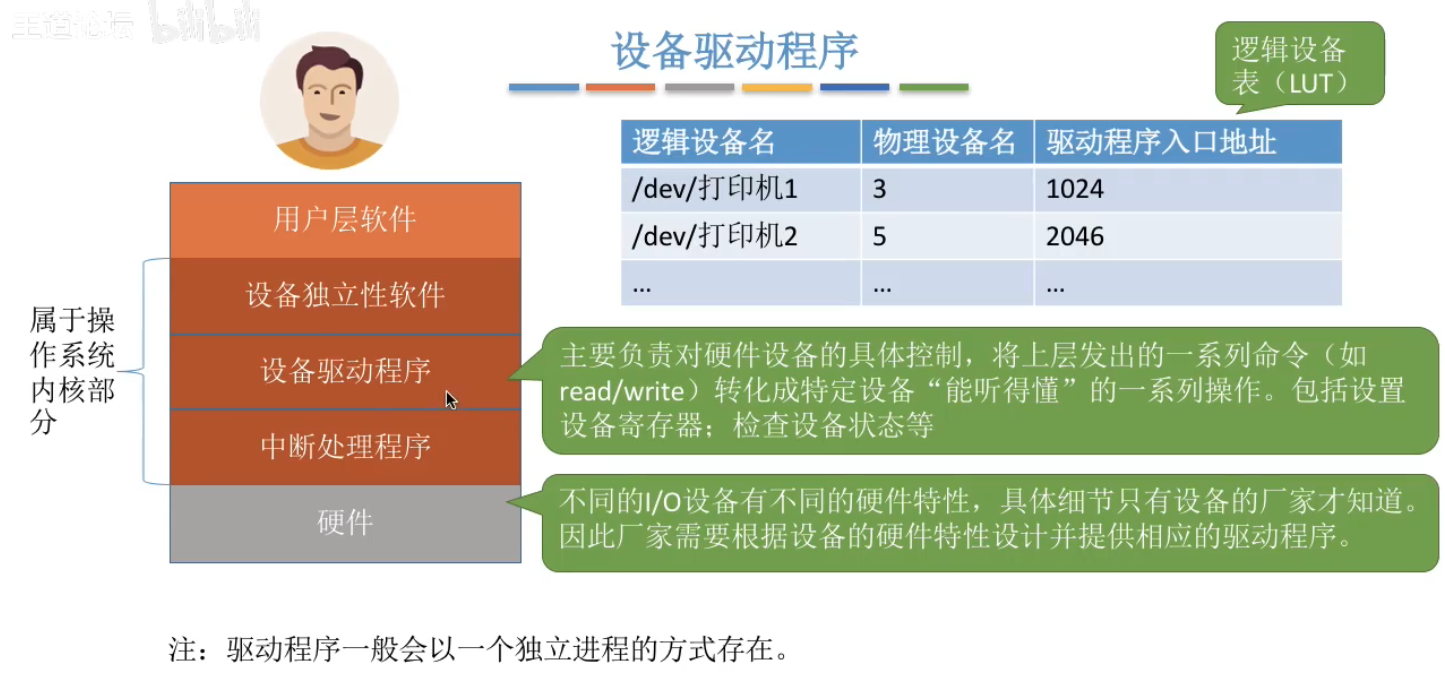 王道论坛 bilibili
设备驱动程序
逻辑设备
表（LUT）
逻辑设备名 物理设备名 驱动程序入口地址
/dev/打印机1 3 1024
/dev/打印机2 5 2046
... ... ...
用户层软件
设备独立性软件
设备驱动程序
中断处理程序
硬件
属于操
作系统
内核部
分
主要负责对硬件设备的具体控制，将上层发出的一系列命令（如
read/write）转化成特定设备“能听得懂”的一系列操作。包括设置
设备寄存器；检查设备状态等
不同的I/O设备有不同的硬件特性，具体细节只有设备的厂家才知道。
因此厂家需要根据设备的硬件特性设计并提供相应的驱动程序。
注：驱动程序一般会以一个独立进程的方式存在。